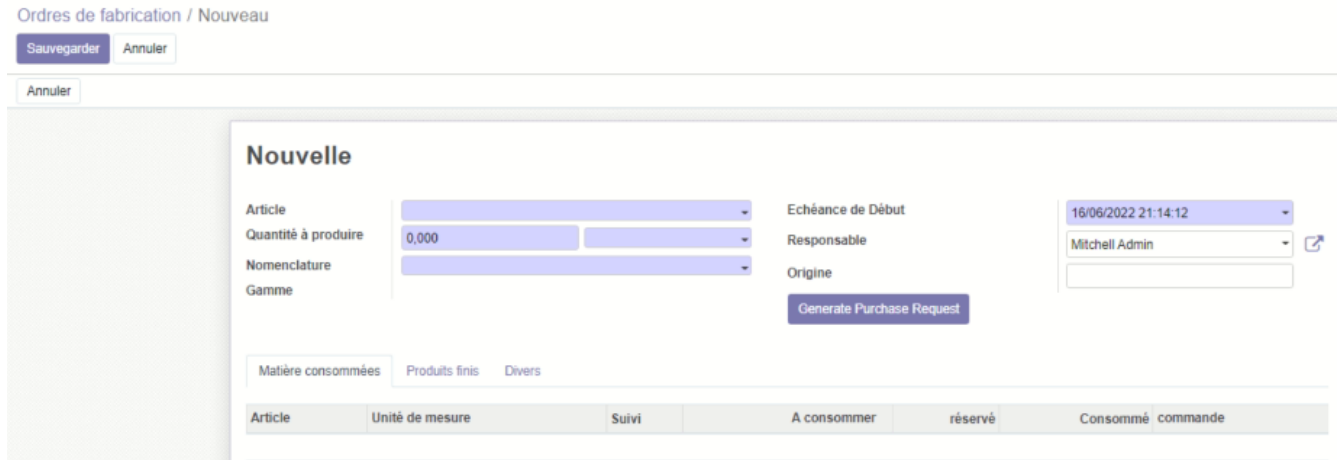 Ordres de fabrication / Nouveau
Sauvegarder Annuler
Annuler
Nouvelle
Article
Quantité à produire 0,000
Nomenclature
Gamme
Echéance de Début 16/06/2022 21:14:12
Responsable Mitchell Admin
Origine
Generate Purchase Request
Matière consommées Produits finis Divers
Article Unité de mesure Suivi A consommer réservé Consommé commande